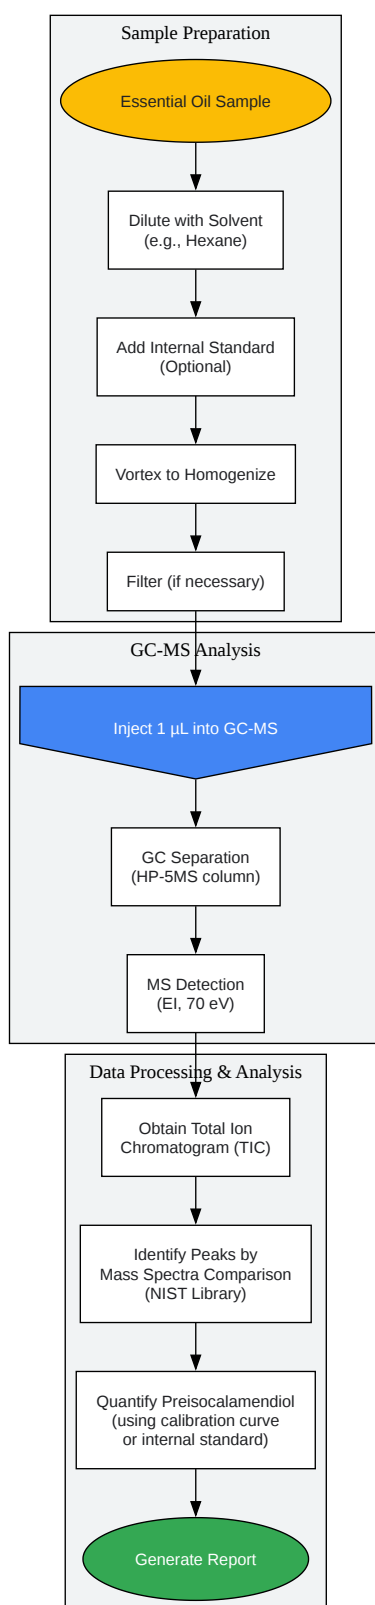 Sample Preparation
Essential Oil Sample
Dilute with Solvent
(e.g., Hexane)
Add Internal Standard
(Optional)
Vortex to Homogenize
Filter (if necessary)
GC-MS Analysis
Inject 1 µL into GC-MS
GC Separation
(HP-5MS column)
MS Detection
(EI, 70 eV)
Data Processing & Analysis
Obtain Total Ion
Chromatogram (TIC)
Identify Peaks by
Mass Spectra Comparison
(NIST Library)
Quantify Preisocalamendiol
(using calibration curve
or internal standard)
Generate Report